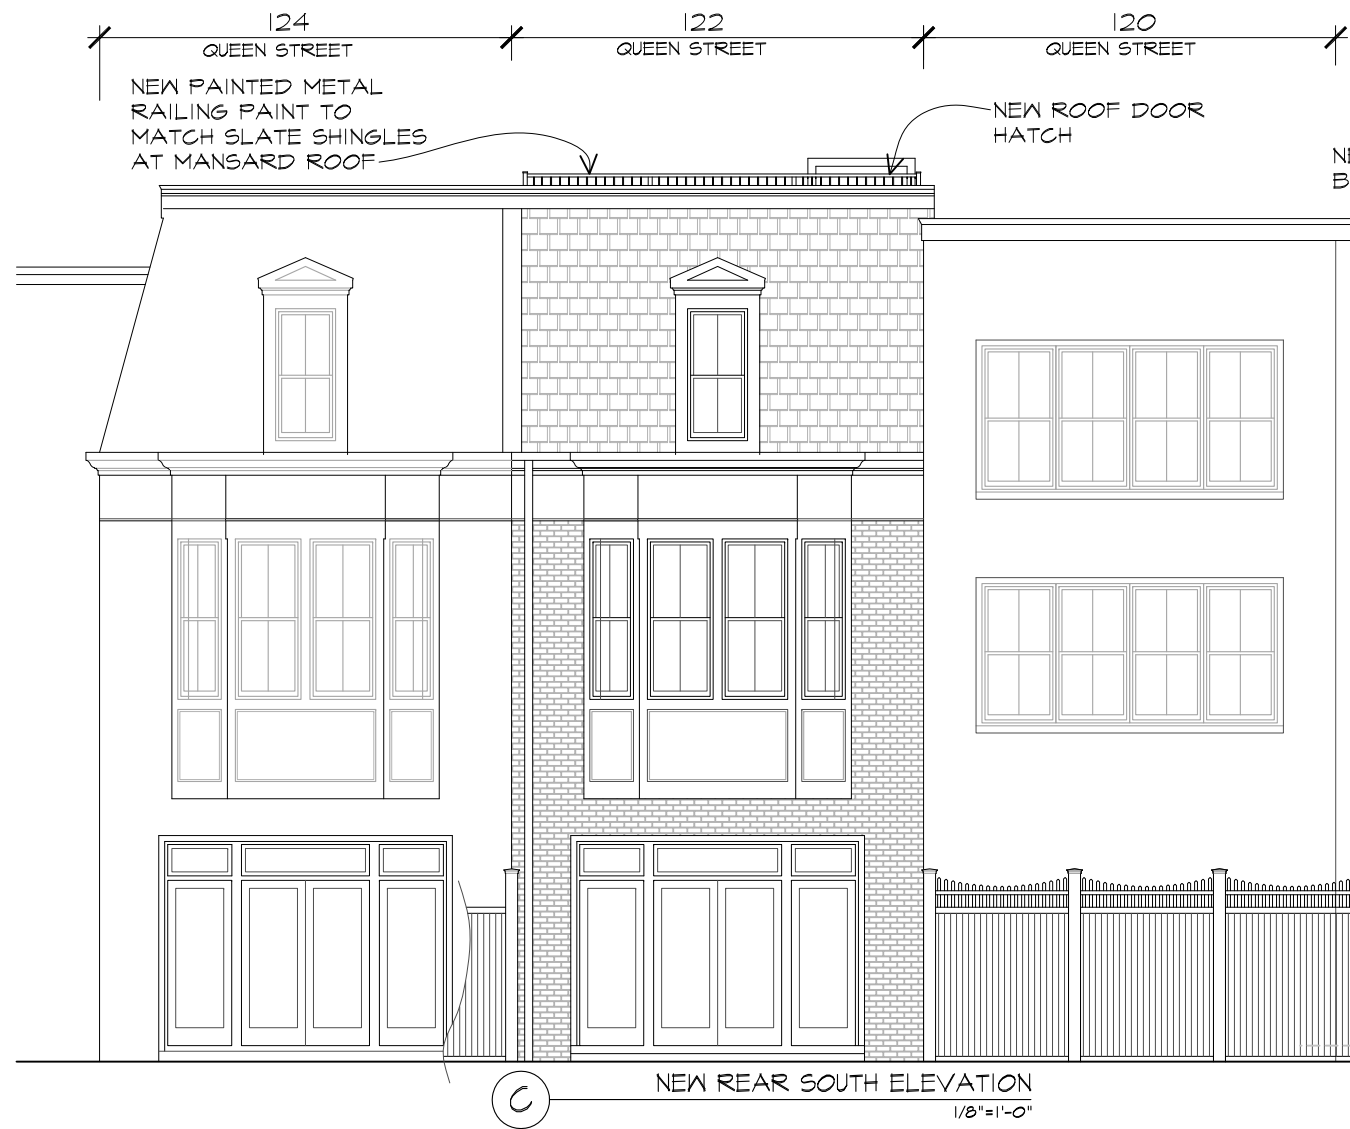 124
QUEEN STREET
122
QUEEN STREET
120
QUEEN STREET
NEW PAINTED METAL
RAILING PAINT TO
MATCH SLATE SHINGLES
AT MANSARD ROOF
NEW ROOF DOOR
HATCH
NE
B
C
NEW REAR SOUTH ELEVATION
1/8"=1'-0"